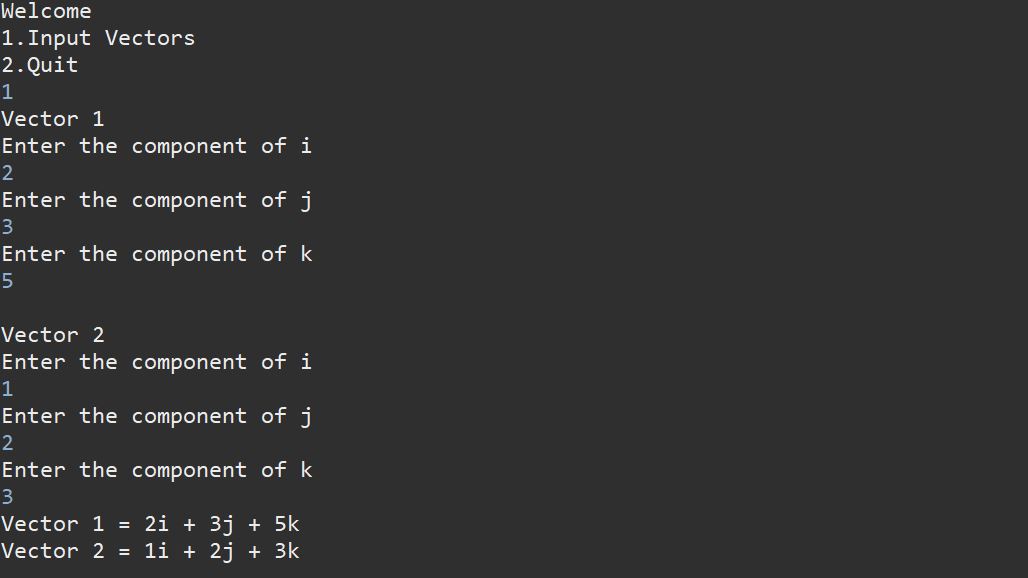 Welcome
1.Input Vectors
2.Quit
1
Vector 1
Enter the component of i
2
Enter the component of j
3
Enter the component of k
5
Vector 2
Enter the component of i
1
Enter the component of j
2
Enter the component of k
3
Vector 1 = 2i + 3j + 5k
Vector 2 = 1i + 2j + 3k